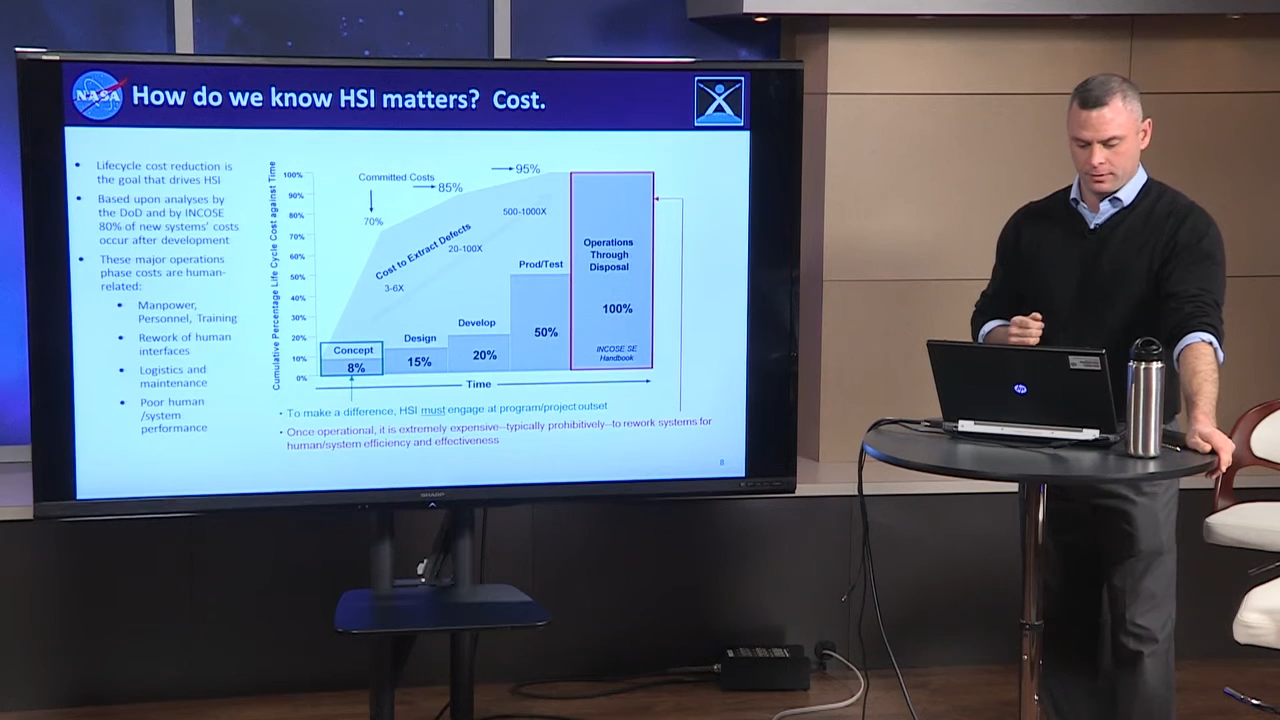 NASA
How do we know HSI matters? Cost.
• Lifecycle cost reduction is
the goal that drives HSI
• Based upon analyses by
the DoD and by INCOSE
80% of new systems' costs
occur after development
• These major operations
phase costs are human-
related:
• Manpower,
Personnel, Training
• Rework of human
interfaces
• Logistics and
maintenance
• Poor human
/system
performance
Cumulative Percentage Life Cycle Cost against Time
100%
90%
80%
70%
60%
50%
40%
30%
20%
10%
0%
Committed Costs
70%
85%
95%
Cost to Extract Defects
3-6X
20-100X
500-1000X
Concept
8%
Design
15%
Develop
20%
Prod/Test
50%
Operations
Through
Disposal
100%
INCOSE SE
Handbook
Time
• To make a difference, HSI must engage at program/project outset
• Once operational, it is extremely expensive--typically prohibitively--to rework systems for
human/system efficiency and effectiveness
8
SHARP
hp